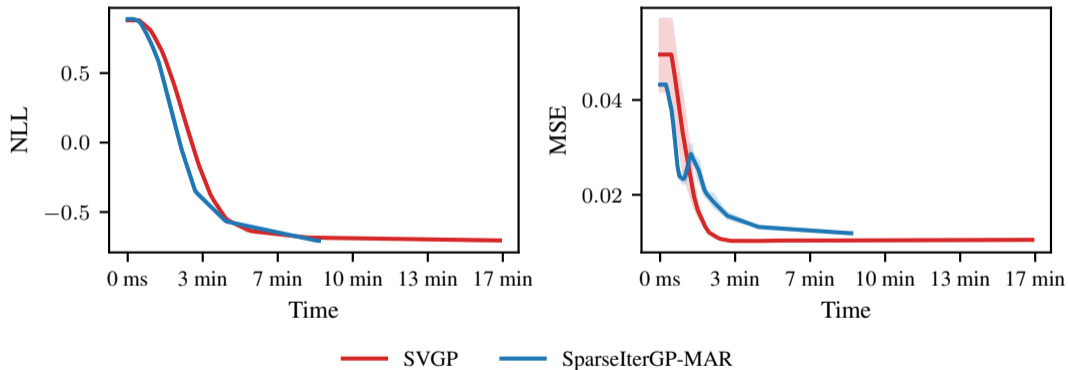 NLL
0.5
0.0
−0.5
0 ms 3 min 7 min 10 min 13 min 17 min
Time
MSE
0.04
0.02
0 ms 3 min 7 min 10 min 13 min 17 min
Time
SVGP SparseIterGP-MAR